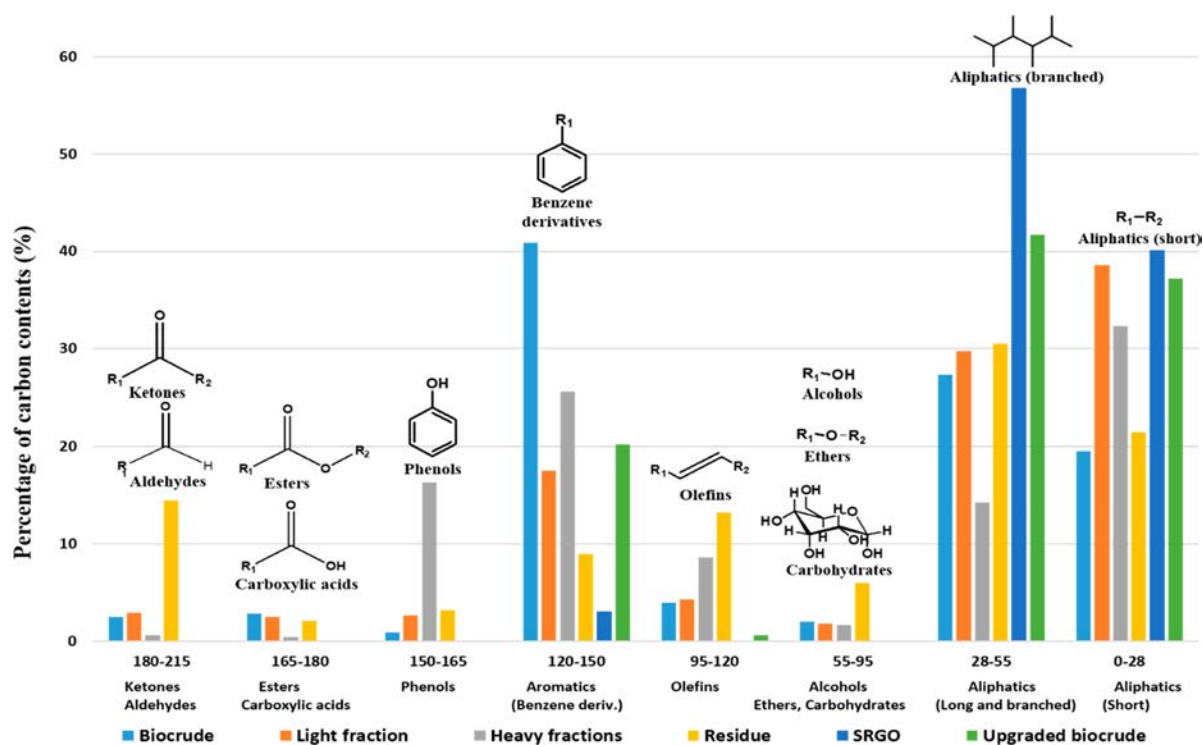 Percentage of carbon contents (%)
60
50
40
30
20
10
0
O
R₁ R₂
Ketones
O
R₁ H
Aldehydes
O
R₁ O R₂
Esters
O
R₁ OH
Carboxylic acids
OH
Phenols
R₁
Benzene
derivatives
R₁ R₂
Olefins
R₁-OH
Alcohols
R₁-O-R₂
Ethers
H OH
H O
HO
HO H H H
OH OH
OH
Carbohydrates
Aliphatics (branched)
R₁-R₂
Aliphatics (short)
180-215 165-180 150-165 120-150 95-120 55-95 28-55 0-28
Ketones Esters Phenols Aromatics Olefins Alcohols Aliphatics Aliphatics
Aldehydes Carboxylic acids (Benzene deriv.) Ethers, Carbohydrates (Long and branched) (Short)
Biocrude Light fraction Heavy fractions Residue SRGO Upgraded biocrude